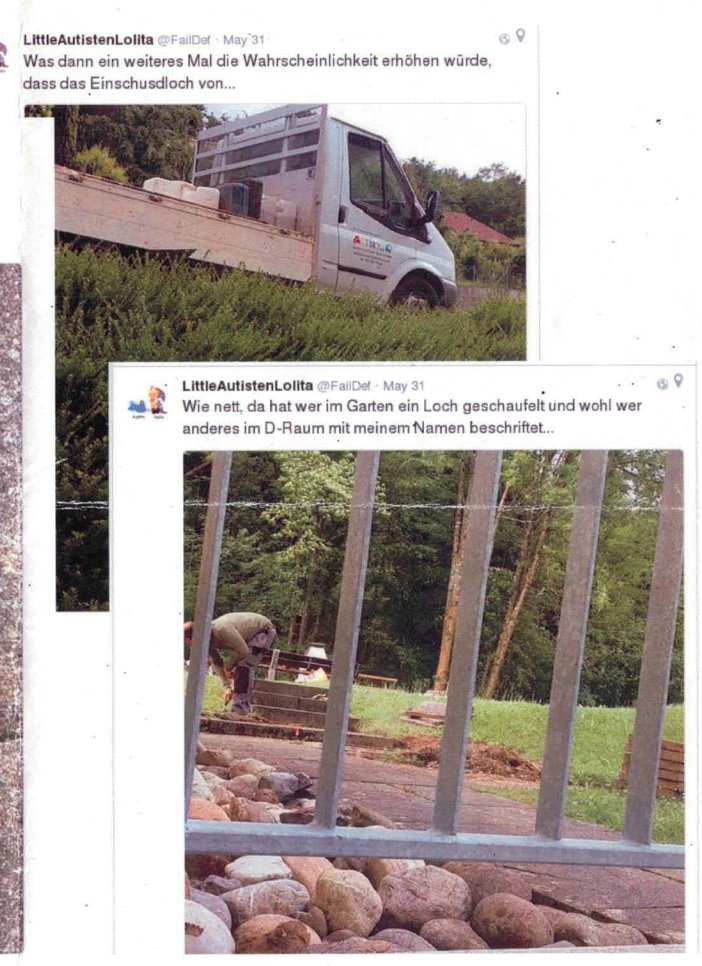 LittleAutistenLolita @FailDef · May 31
Was dann ein weiteres Mal die Wahrscheinlichkeit erhöhen würde,
dass das Einschusdloch von...
LittleAutistenLolita @FailDef · May 31
Wie nett, da hat wer im Garten ein Loch geschaufelt und wohl wer
anderes im D-Raum mit meinem Namen beschriftet...